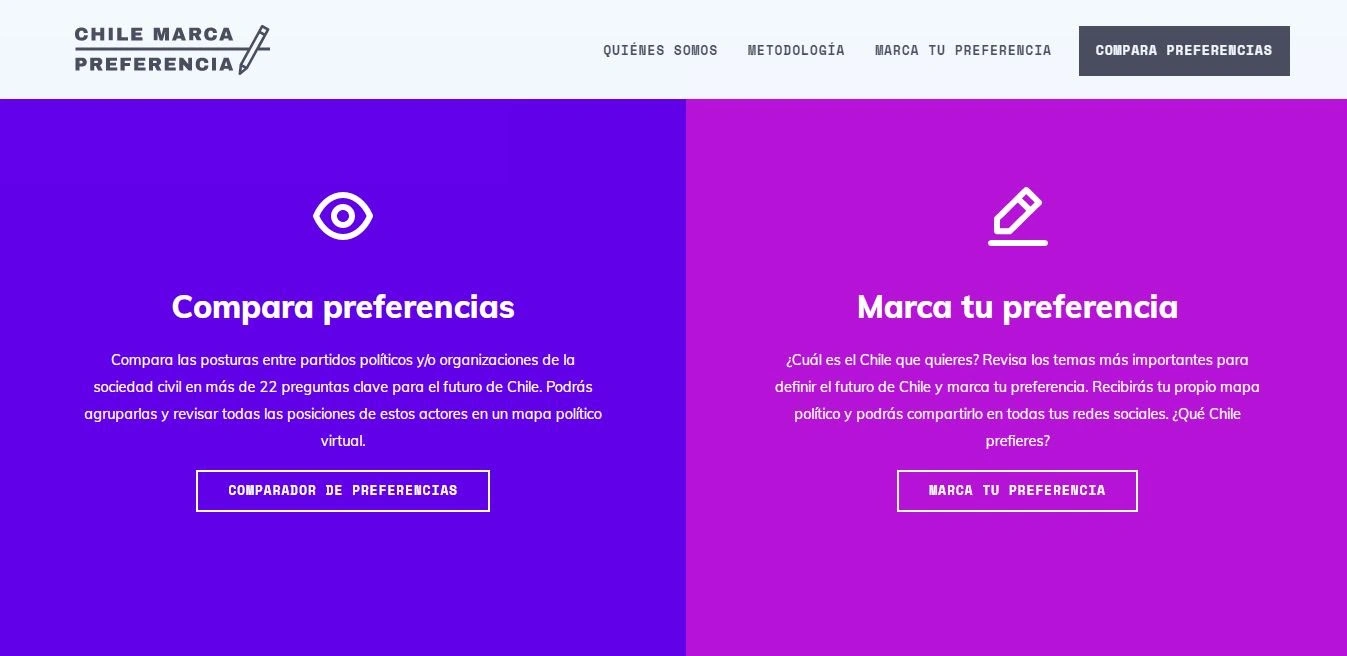 CHILE MARCA
PREFERENCIA
QUIÉNES SOMOS
METODOLOGÍA
MARCA TU PREFERENCIA
COMPARA PREFERENCIAS
Compara preferencias
Compara las posturas entre partidos políticos y/o organizaciones de la
sociedad civil en más de 22 preguntas clave para el futuro de Chile. Podrás
agruparlas y revisar todas las posiciones de estos actores en un mapa político
virtual.
COMPARADOR DE PREFERENCIAS
Marca tu preferencia
¿Cuál es el Chile que quieres? Revisa los temas más importantes para
definir el futuro de Chile y marca tu preferencia. Recibirás tu propio mapa
político y podrás compartirlo en todas tus redes sociales. ¿Qué Chile
prefieres?
MARCA TU PREFERENCIA